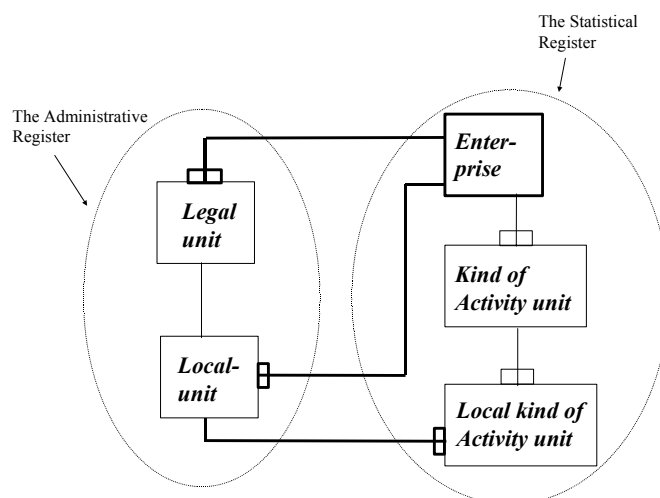 The Statistical
Register
The Administrative
Register
Enter-
prise
Legal
unit
Kind of
Activity unit
Local-
unit
Local kind of
Activity unit